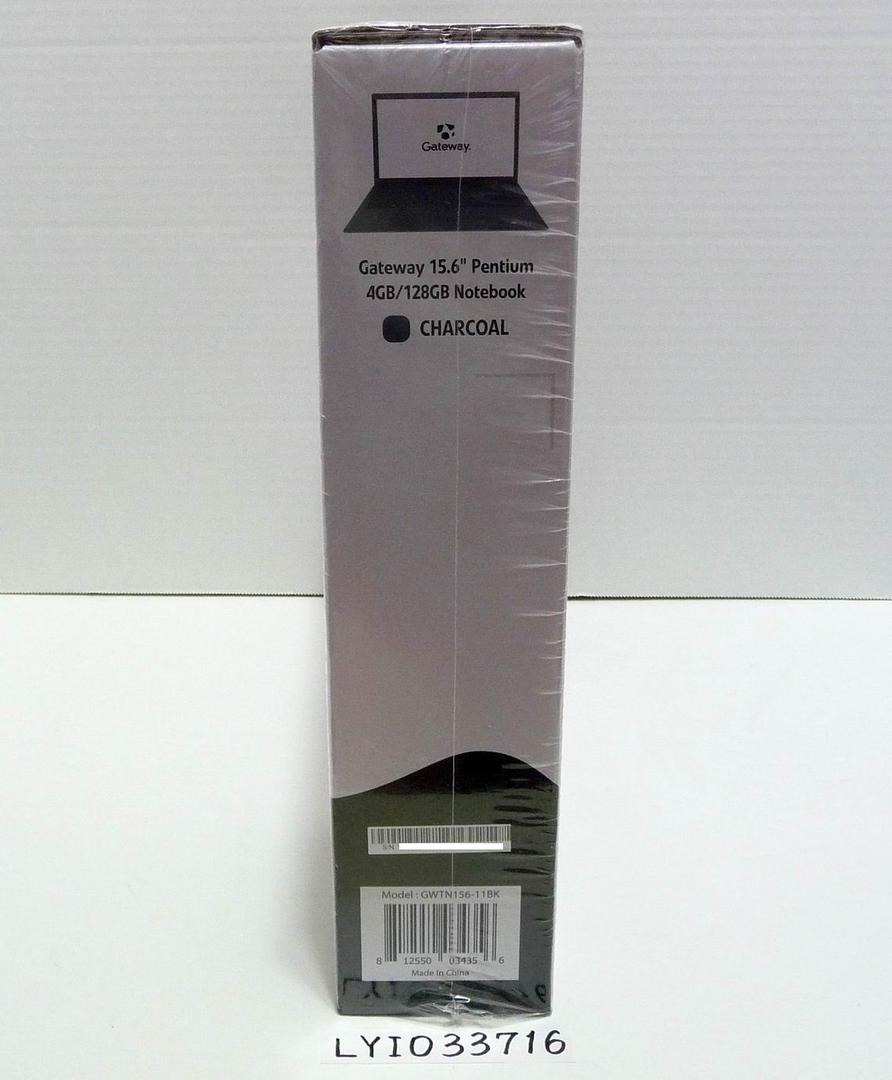 Gateway.
Gateway 15.6" Pentium
4GB/128GB Notebook
CHARCOAL
S/N
Model : GWTN156-11BK
8 12550 03435 6
Made In China
LYI033716